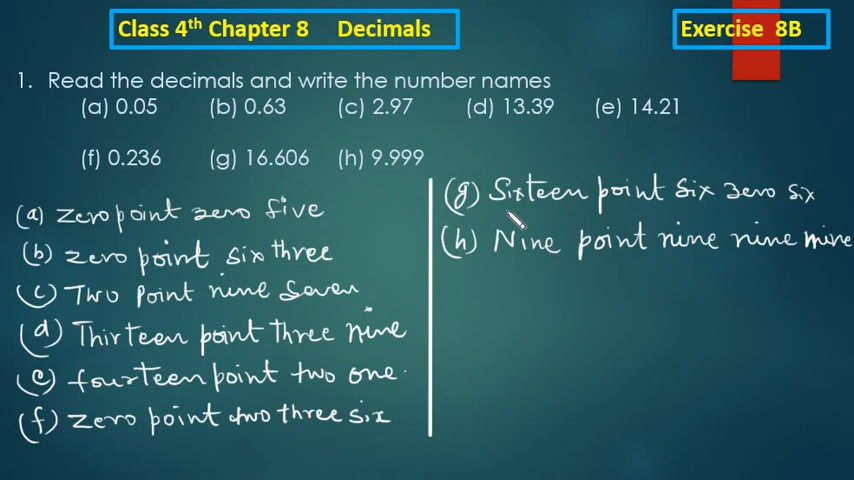 Class 4th Chapter 8 Decimals
Exercise 8B
1. Read the decimals and write the number names
(a) 0.05 (b) 0.63 (c) 2.97 (d) 13.39 (e) 14.21
(f) 0.236 (g) 16.606 (h) 9.999
(a) zero point zero five
(b) zero point six three
(c) Two point nine seven
(d) Thirteen point three nine
(e) fourteen point two one
(f) zero point two three six
(g) Sixteen point six zero six
(h) Nine point nine nine nine